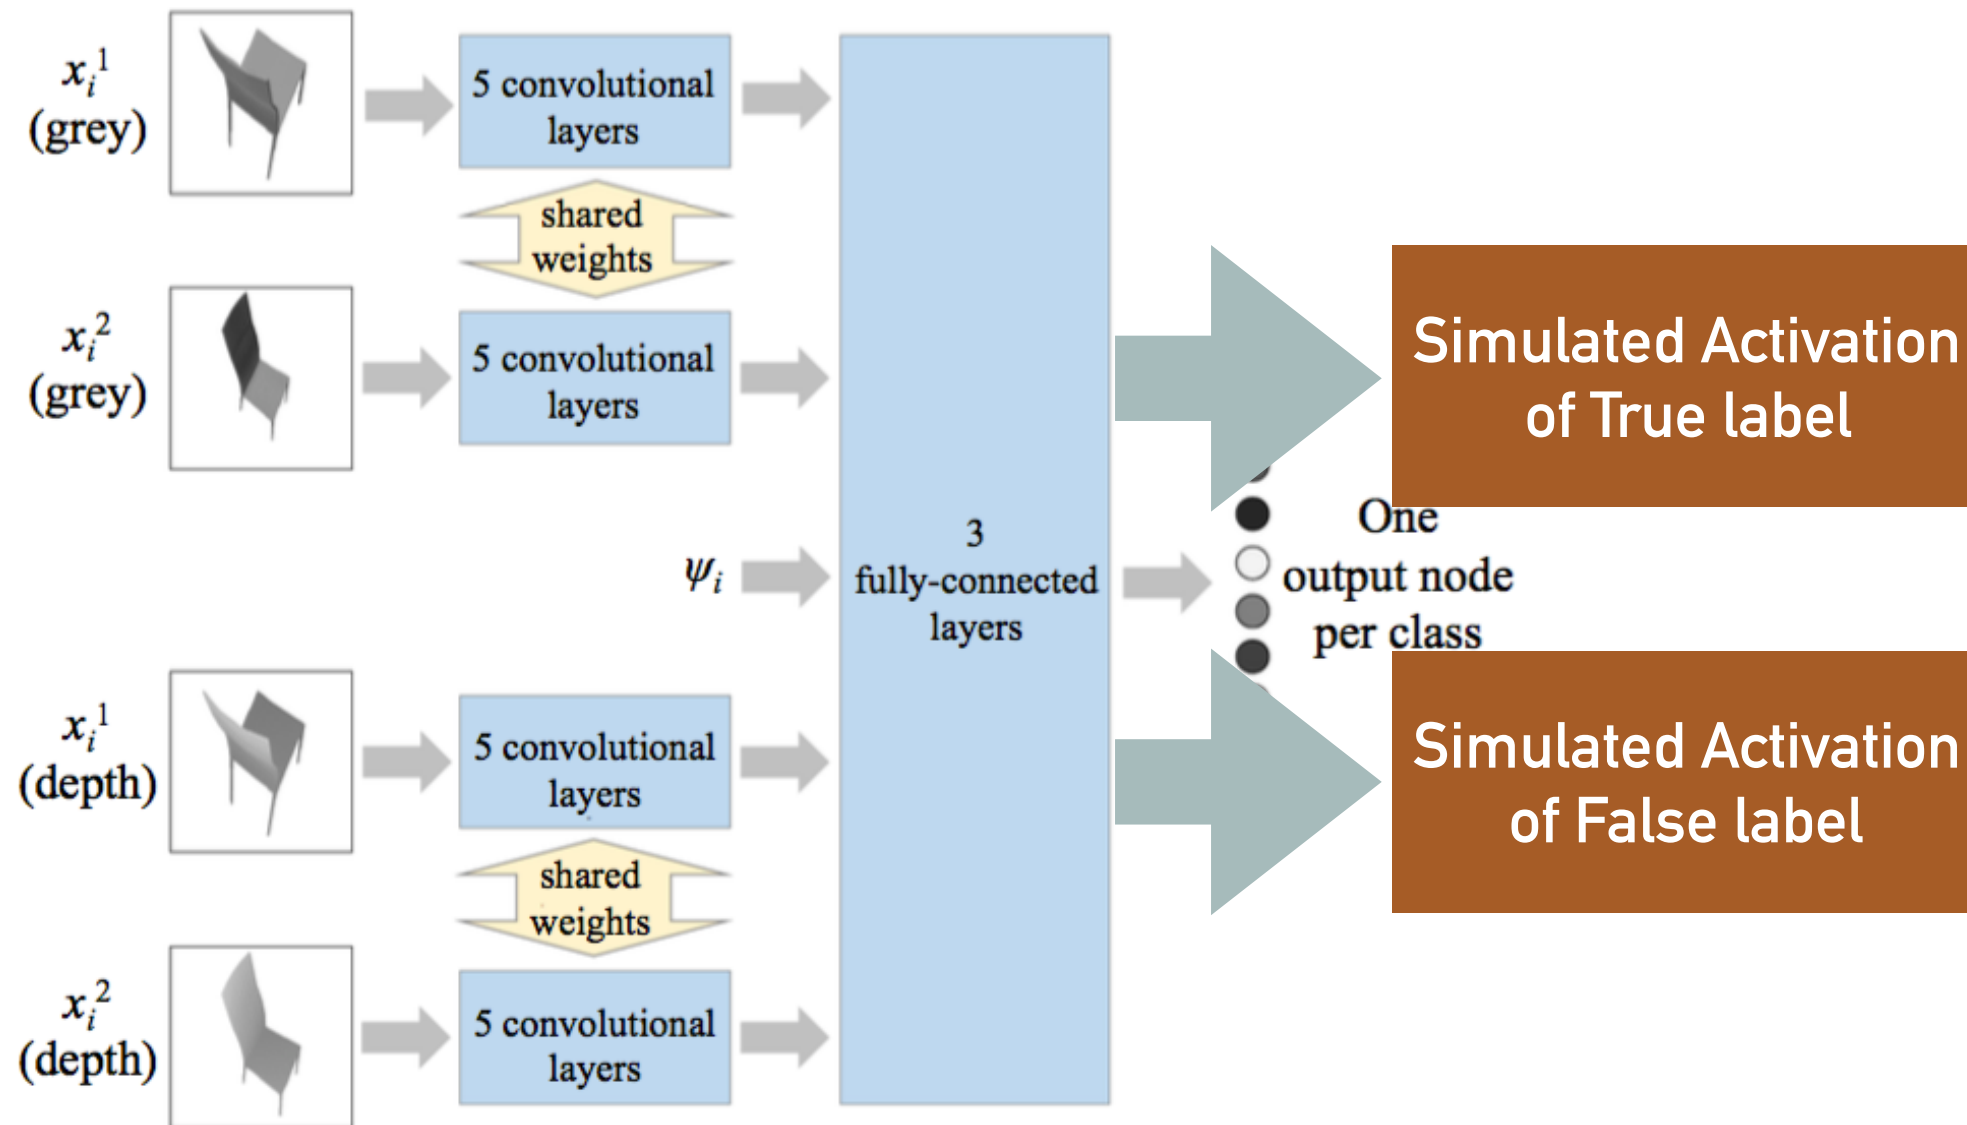 x_i^1
(grey)
5 convolutional
layers
shared
weights
x_i^2
(grey)
5 convolutional
layers
ψ_i
x_i^1
(depth)
5 convolutional
layers
shared
weights
x_i^2
(depth)
5 convolutional
layers
3
fully-connected
layers
Simulated Activation
of True label
One
output node
per class
Simulated Activation
of False label